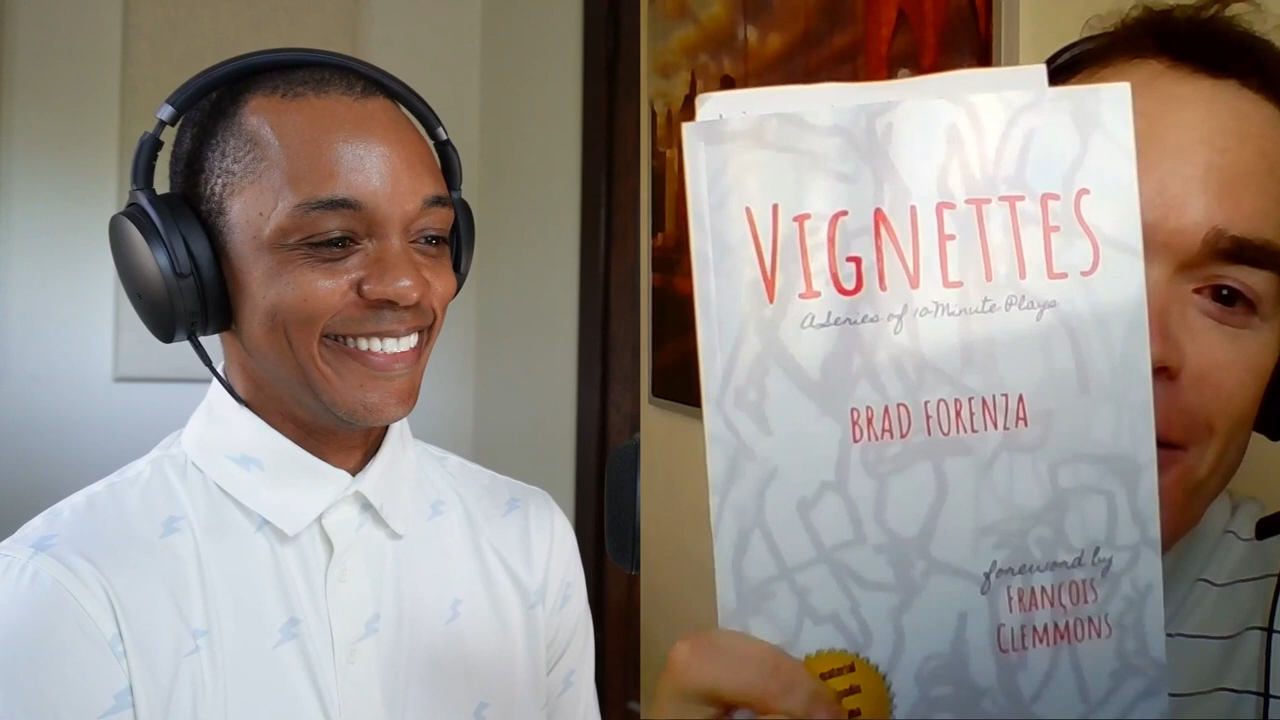 VIGNETTES
A Series of 10-Minute Plays
BRAD FORENZA
foreword by
FRANÇOIS
CLEMMONS